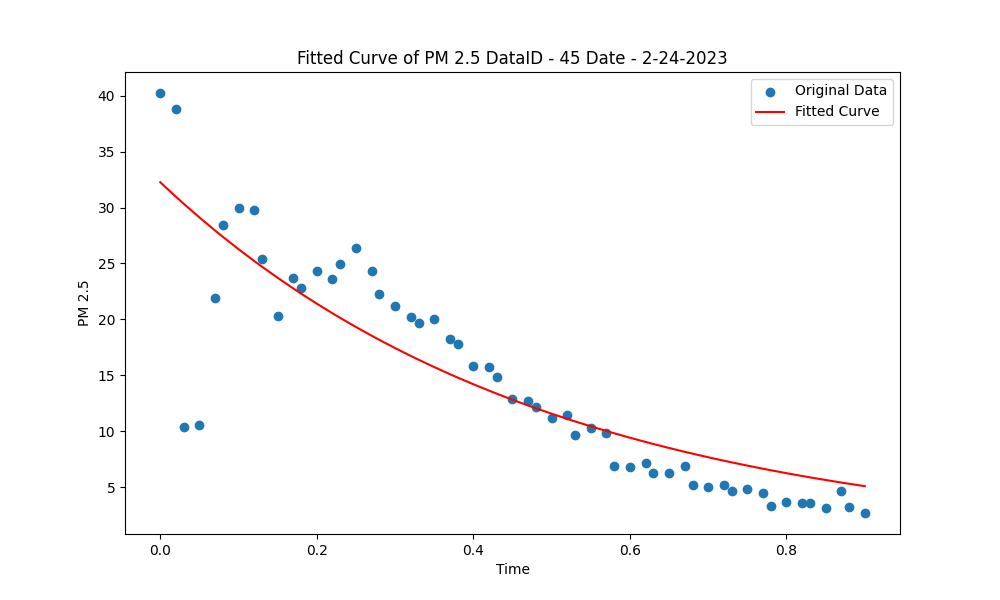 Fitted Curve of PM 2.5 DataID - 45 Date - 2-24-2023
Original Data
Fitted Curve
40
35
30
25
20
15
10
5
PM 2.5
0.0 0.2 0.4 0.6 0.8
Time